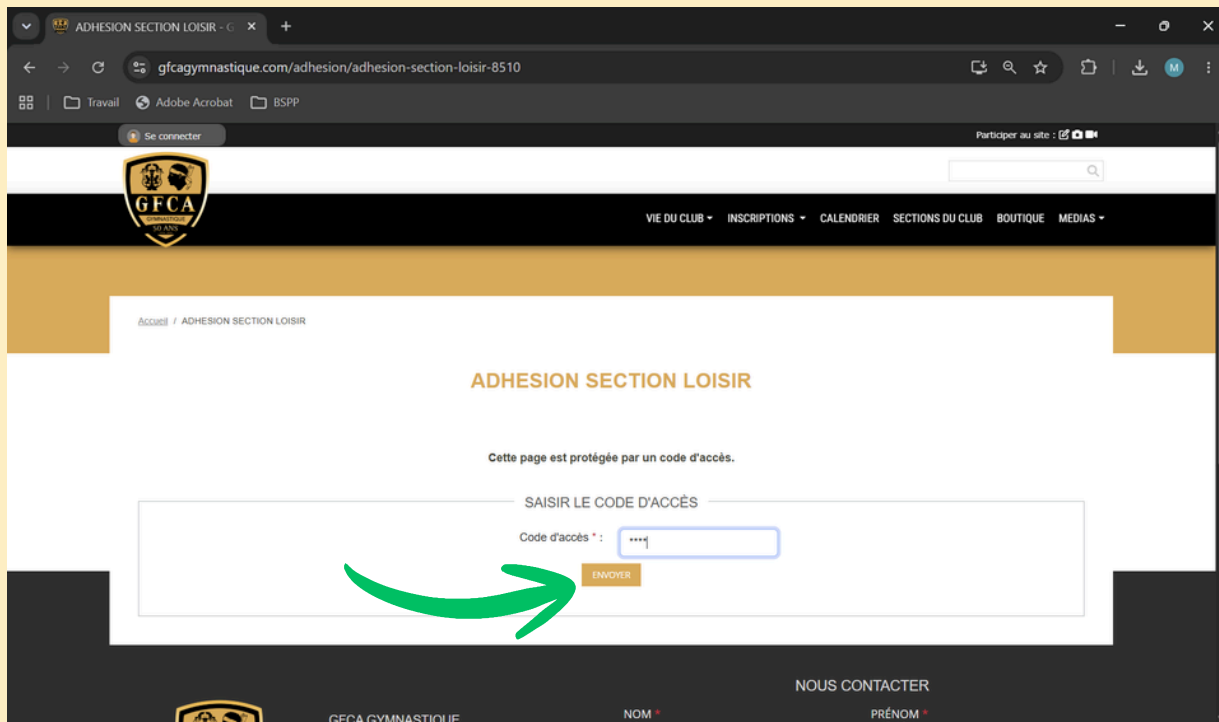 ADHESION SECTION LOISIR - G
gfcagymnastique.com/adhesion/adhesion-section-loisir-8510
M
Travail
Adobe Acrobat
BSPP
Se connecter
Participer au site :
GFCA
GYMNASTIQUE
50 ANS
VIE DU CLUB
INSCRIPTIONS
CALENDRIER
SECTIONS DU CLUB
BOUTIQUE
MEDIAS
Accueil / ADHESION SECTION LOISIR
ADHESION SECTION LOISIR
Cette page est protégée par un code d'accès.
SAISIR LE CODE D'ACCÈS
Code d'accès * : ****
ENVOYER
NOUS CONTACTER
GFCA GYMNASTIQUE
NOM *
PRÉNOM *